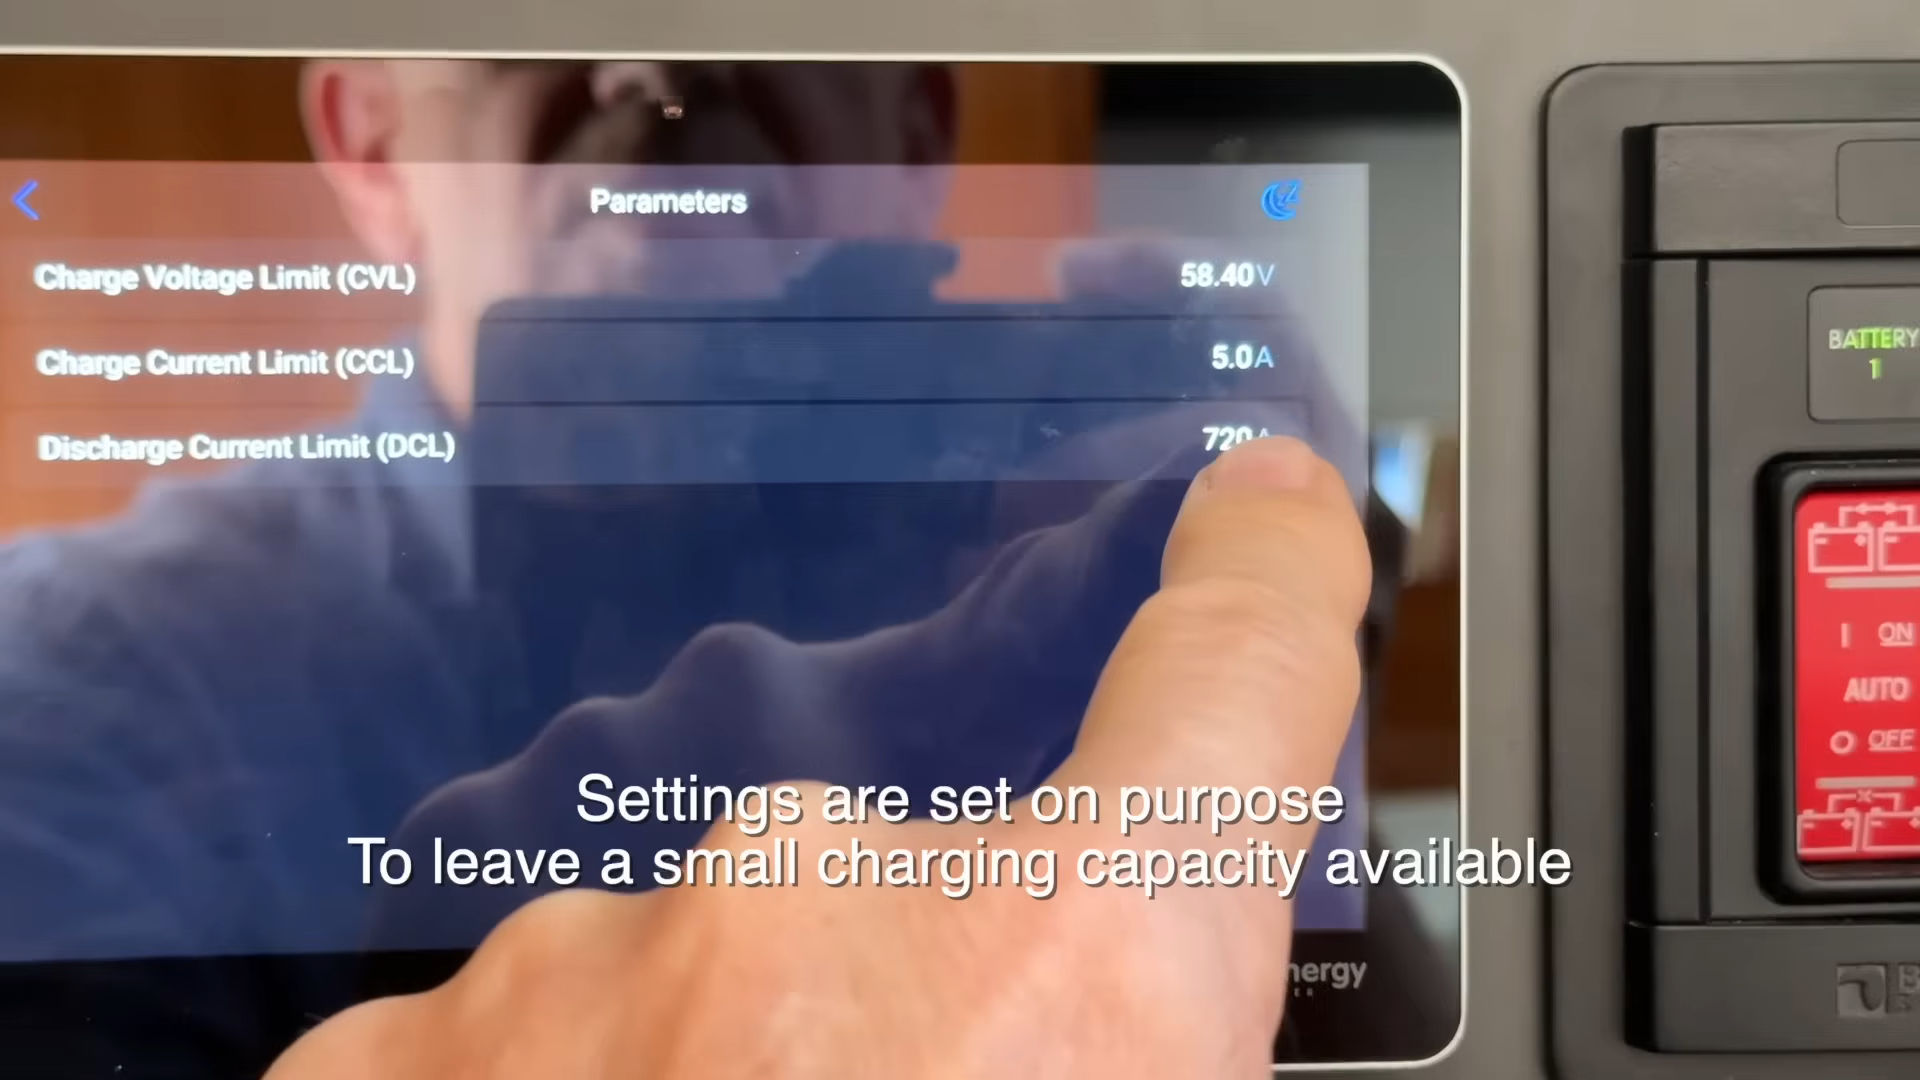 Parameters
Charge Voltage Limit (CVL) 58.40V
Charge Current Limit (CCL) 5.0A
Discharge Current Limit (DCL) 720
BATTERY
1
ON
AUTO
OFF
Settings are set on purpose
To leave a small charging capacity available
nergy